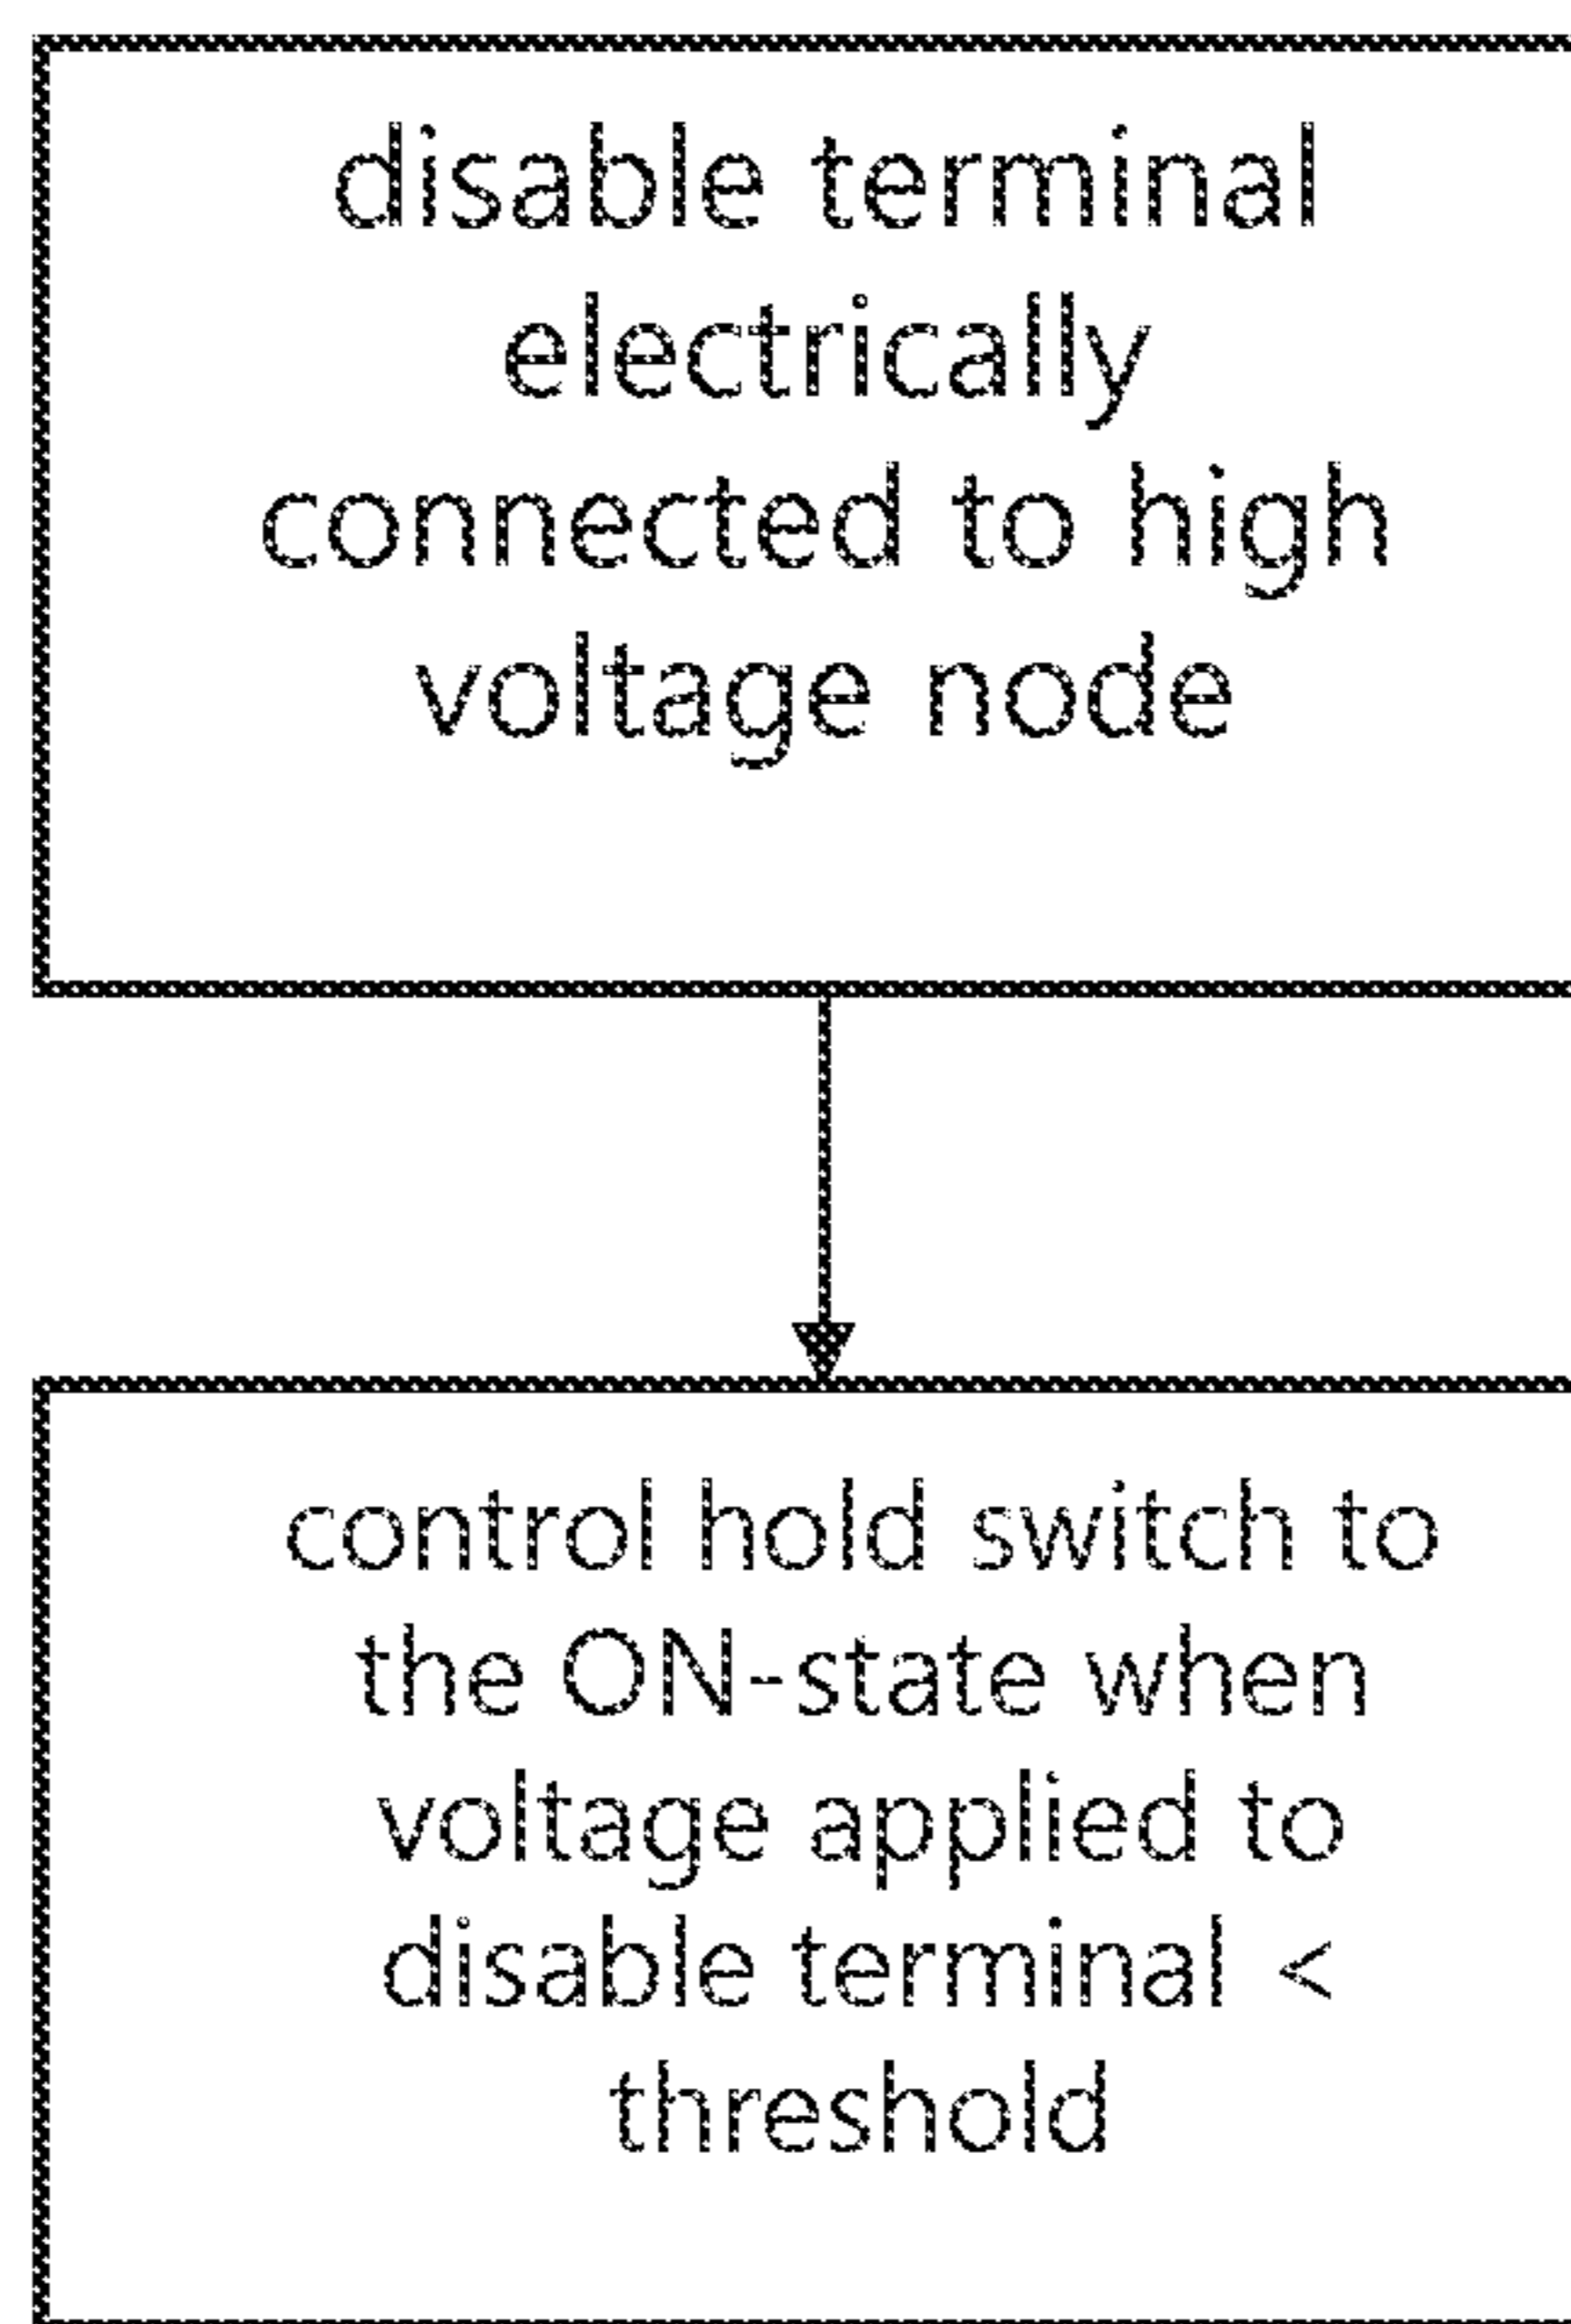 disable terminal
electrically
connected to high
voltage node
control hold switch to
the ON-state when
voltage applied to
disable terminal <
threshold